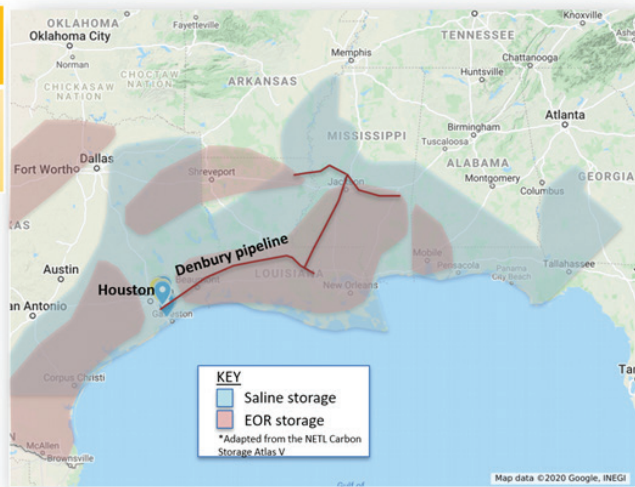 OKLAHOMA
Oklahoma City
Norman
CHICKASAW
NATION
CHOCTAW
NATION
Fayetteville
ARKANSAS
Memphis
TENNESSEE
Knoxville
Chattanooga
Huntsville
Atlanta
MISSISSIPPI
Birmingham
Tuscaloosa
ALABAMA
Montgomery
Columbus
GEORGIA
Fort Worth
Dallas
Shreveport
Jackson
Austin
an Antonio
Houston
Denbury pipeline
LOUISIANA
New Orleans
Mobile
Pensacola
Panama
City Beach
Tallahassee
Galveston
Corpus Christi
McAllen
Brownsville
KEY
Saline storage
EOR storage
*Adapted from the NETL Carbon
Storage Atlas V
Gulf of
Map data ©2020 Google, INEGI